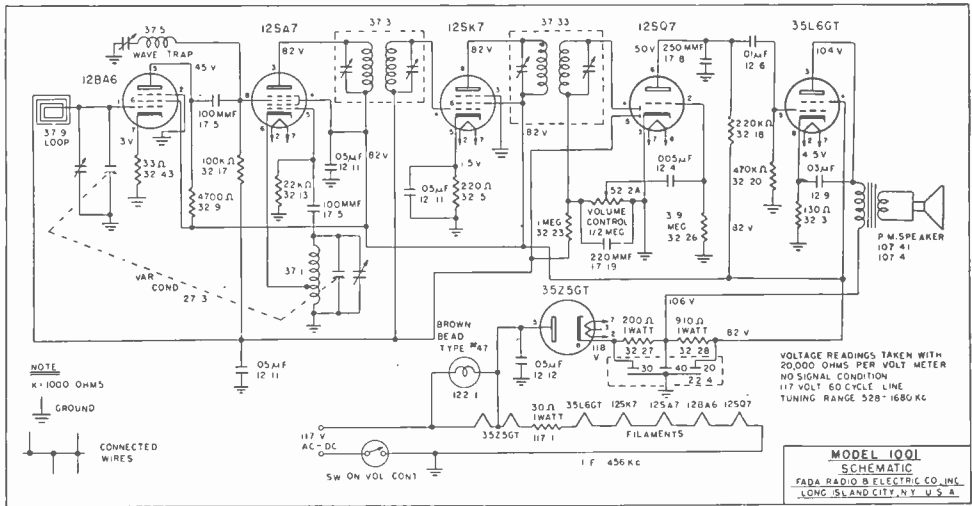 37.5
WAVE TRAP
12BA6
45 V
37.9
LOOP
3 V
33Ω
32.43
100MMF
17.5
100KΩ
32.17
4700Ω
32.9
12SA7
82 V
37.3
22KΩ
32.13
.05µF
12.11
82V
100MMF
17.5
37.1
VAR
COND
27.3
.05µF
12.11
12SK7
82V
1.5V
.05µF
12.11
220Ω
32.5
37.33
82 V
12SQ7
50V
250MMF
17.8
.005µF
12.4
1 MEG
32.23
52.2A
VOLUME
CONTROL
1/2 MEG
220MMF
17.19
3.9
MEG
32.26
.01µF
12.6
220KΩ
32.18
470KΩ
32.20
82 V
35L6GT
104 V
4.5V
.03µF
12.9
130Ω
32.3
P.M.SPEAKER
107.41
107.4
35Z5GT
BROWN
BEAD
TYPE #47
122.1
.05µF
12.12
118
V
200Ω
1WATT
32.27
106V
910Ω
1WATT
32.28
82 V
30
40
20
22.4
NOTE
K=1000 OHMS
GROUND
CONNECTED
WIRES
117 V
AC-DC
SW ON VOL CONT
35Z5GT
30Ω
1WATT
117.1
35L6GT 12SK7 12SA7 12BA6 12SQ7
FILAMENTS
I F 456 Kc
VOLTAGE READINGS TAKEN WITH
20,000 OHMS PER VOLT METER
NO SIGNAL CONDITION
117 VOLT 60 CYCLE LINE
TUNING RANGE 528-1680 Kc
MODEL 1001
SCHEMATIC
FADA RADIO & ELECTRIC CO., INC.
LONG ISLAND CITY, N.Y. U S A